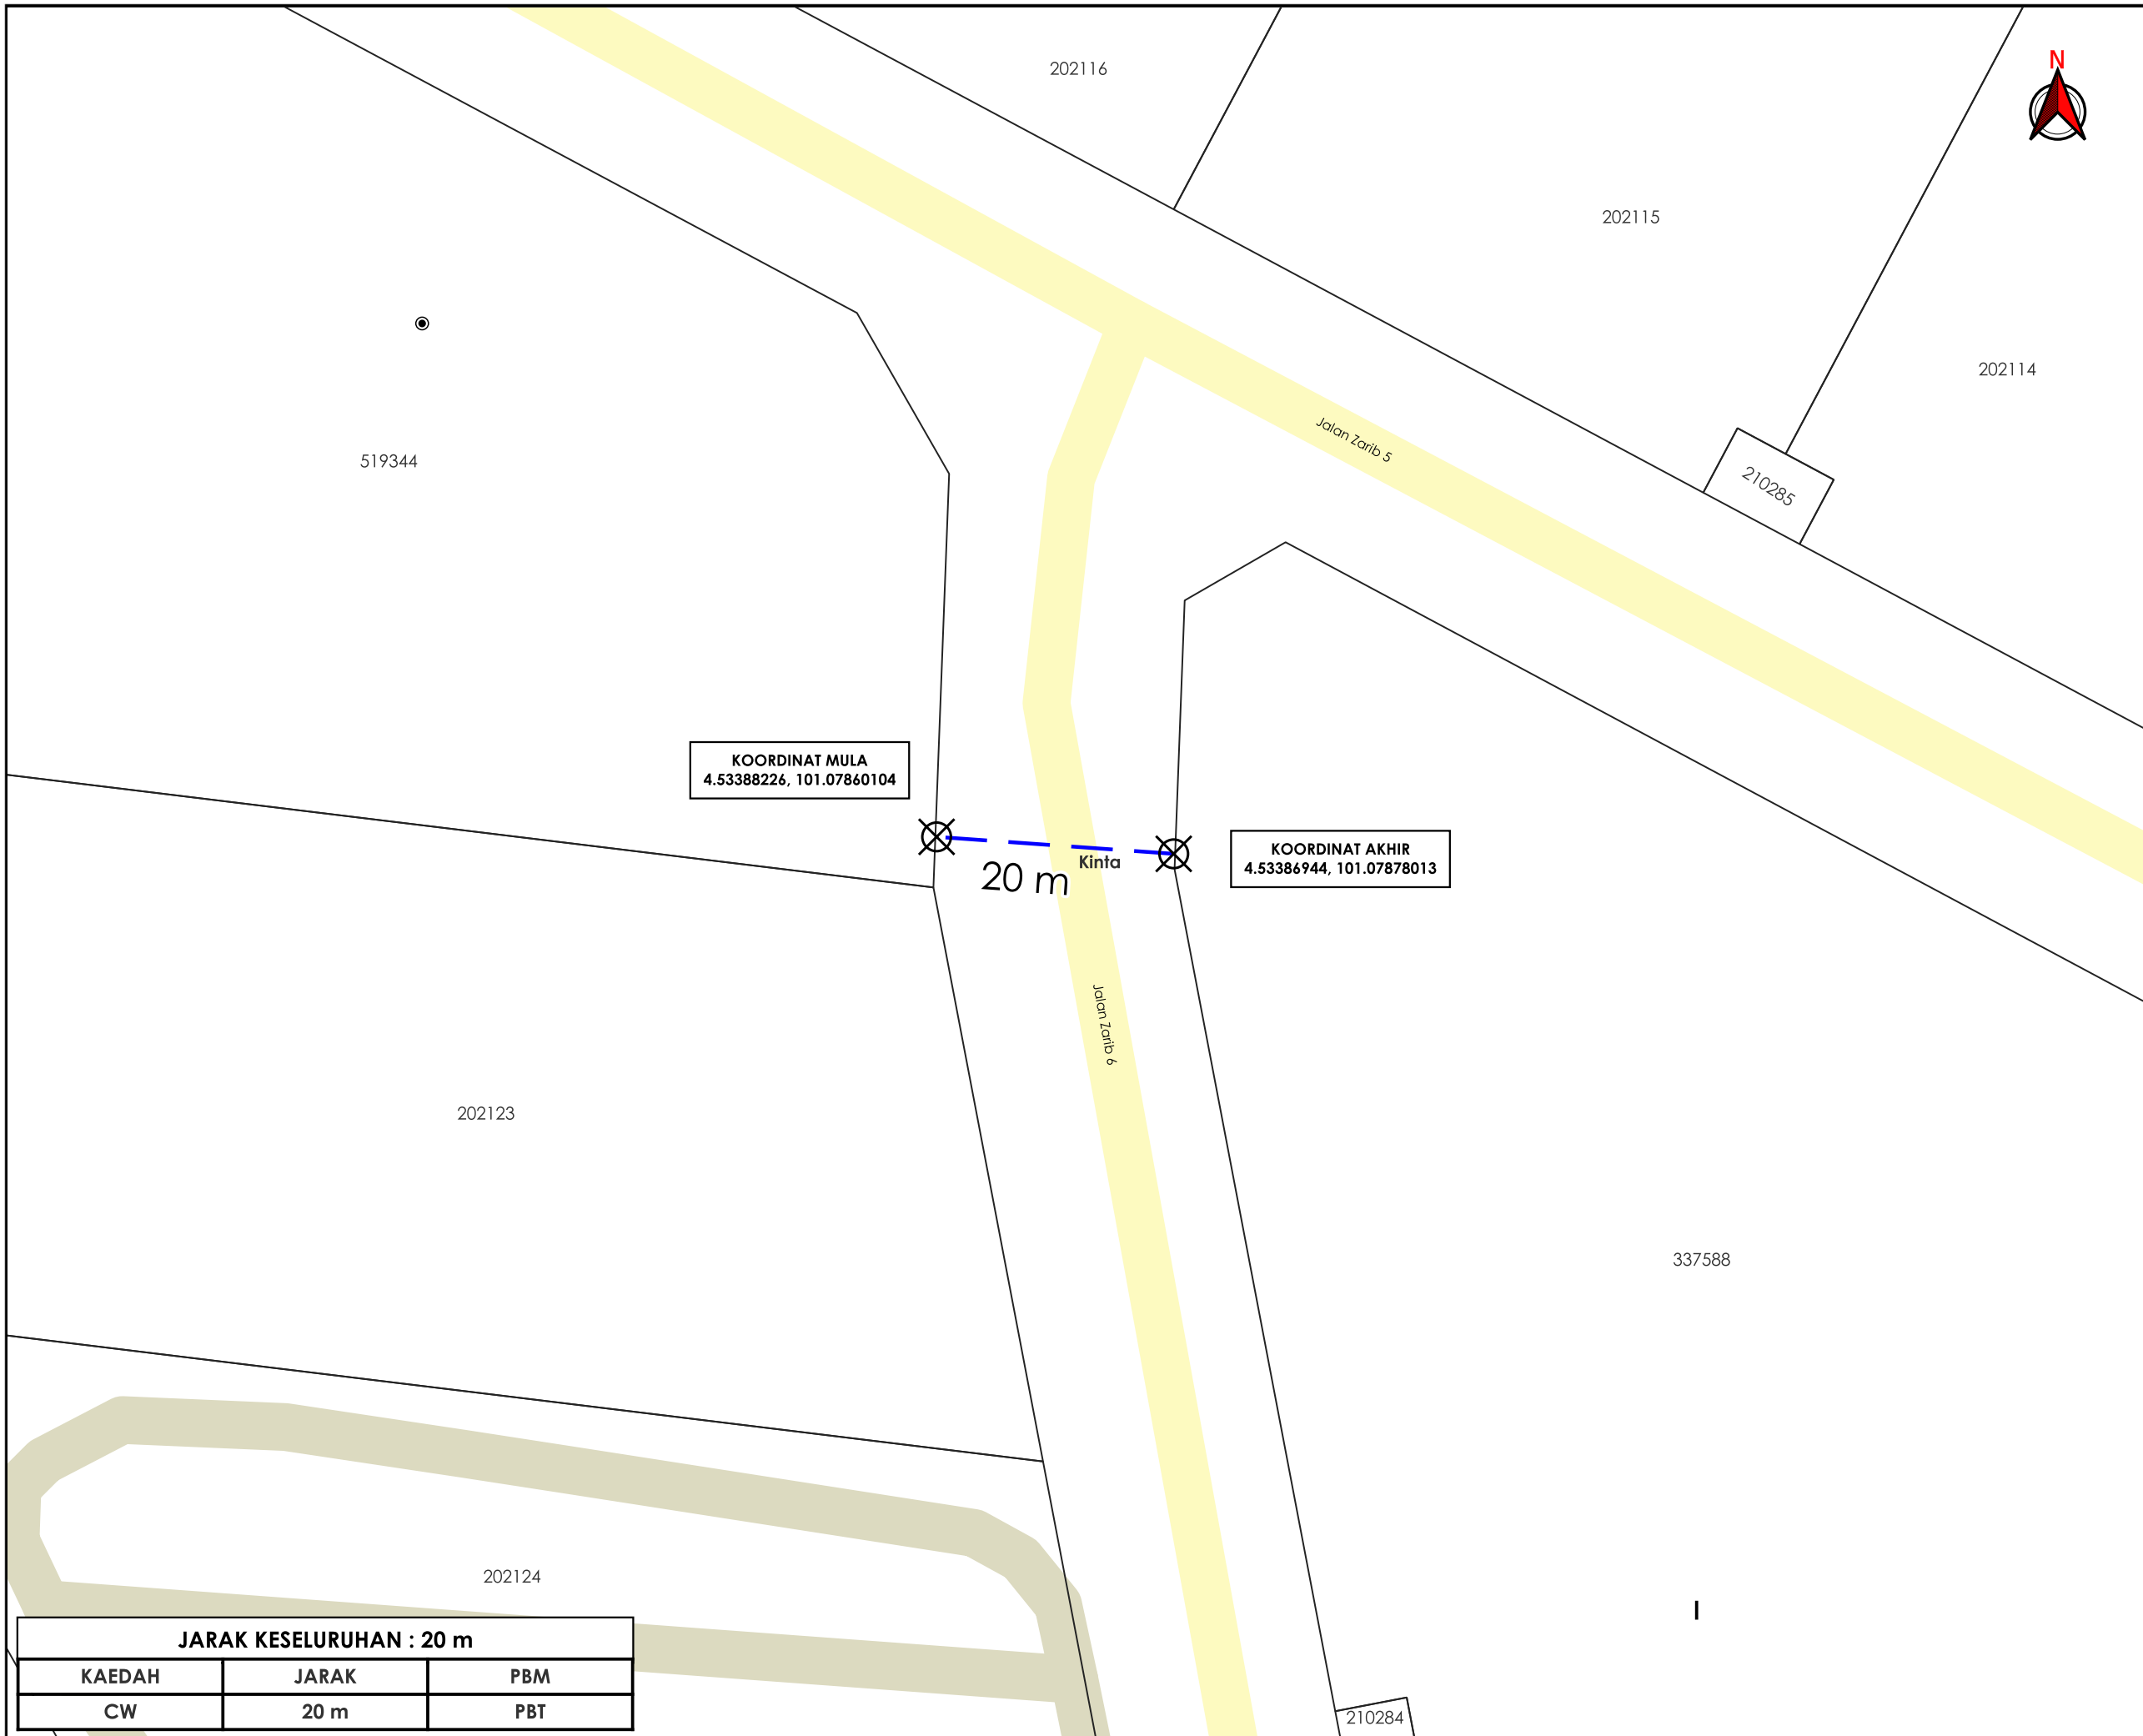 N
202116
202115
202114
Jalan Zarib 5
519344
210285
KOORDINAT MULA
4.53388226, 101.07860104
KOORDINAT AKHIR
4.53386944, 101.07878013
Kinta
20 m
Jalan Zarib 6
202123
337588
202124
I
JARAK KESELURUHAN : 20 m
KAEDAH JARAK PBM
CW 20 m PBT
210284